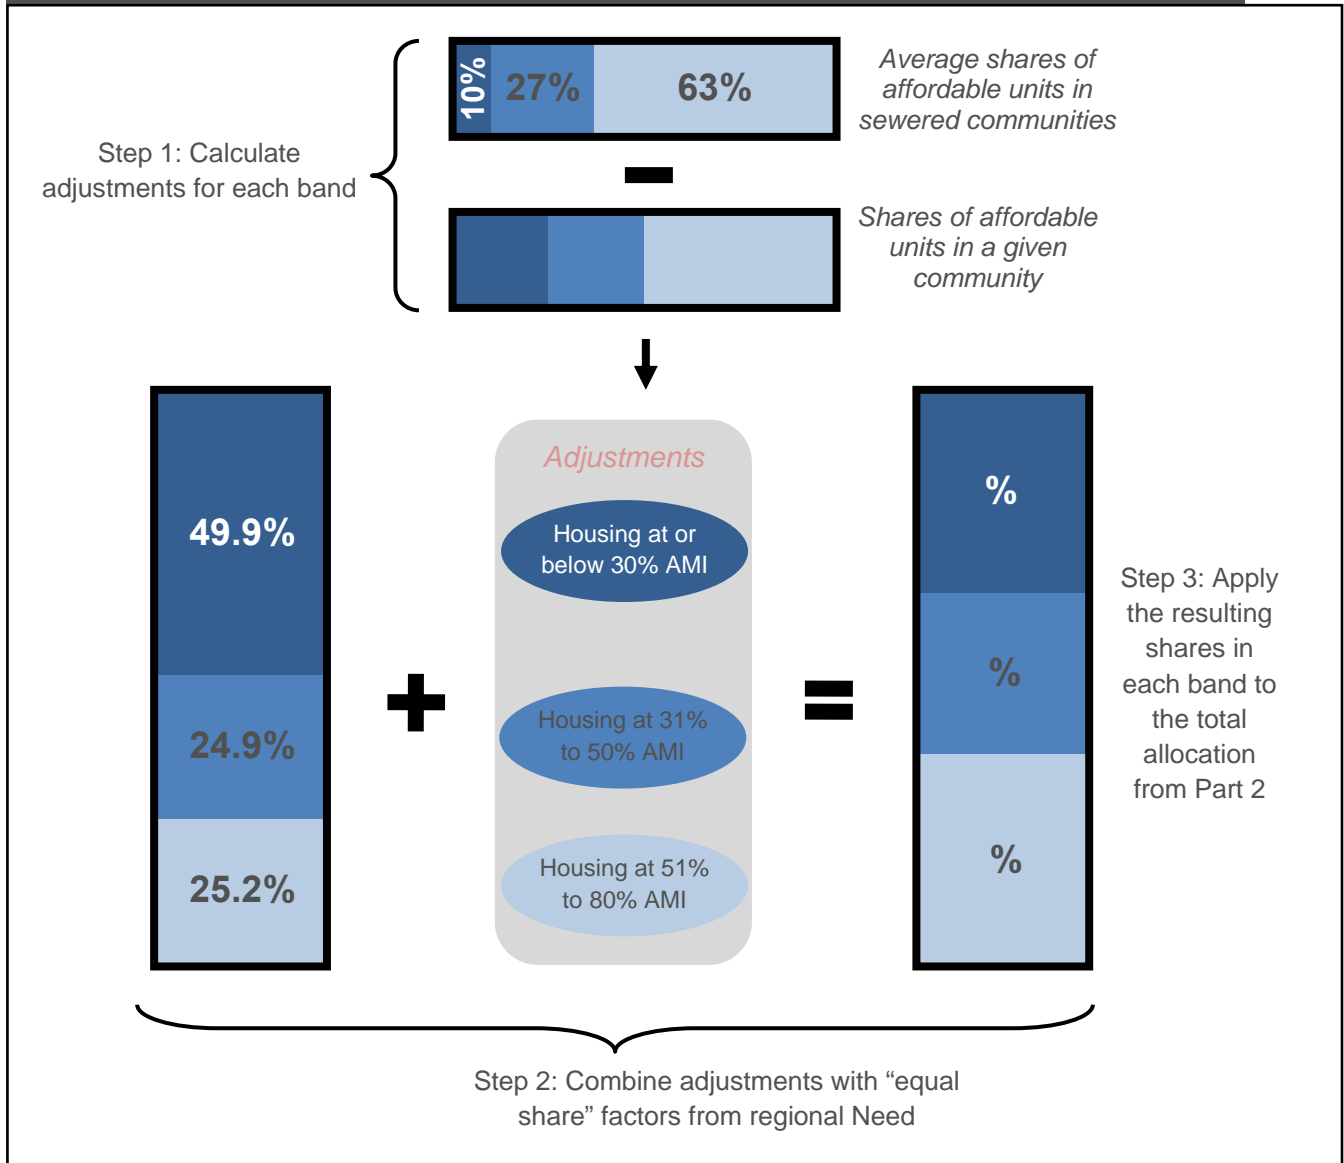 10%
27%
63%
Average shares of
affordable units in
sewered communities
Step 1: Calculate
adjustments for each band
Shares of affordable
units in a given
community
49.9%
24.9%
25.2%
Adjustments
Housing at or
below 30% AMI
Housing at 31%
to 50% AMI
Housing at 51%
to 80% AMI
%
%
%
Step 3: Apply
the resulting
shares in
each band to
the total
allocation
from Part 2
Step 2: Combine adjustments with “equal
share” factors from regional Need